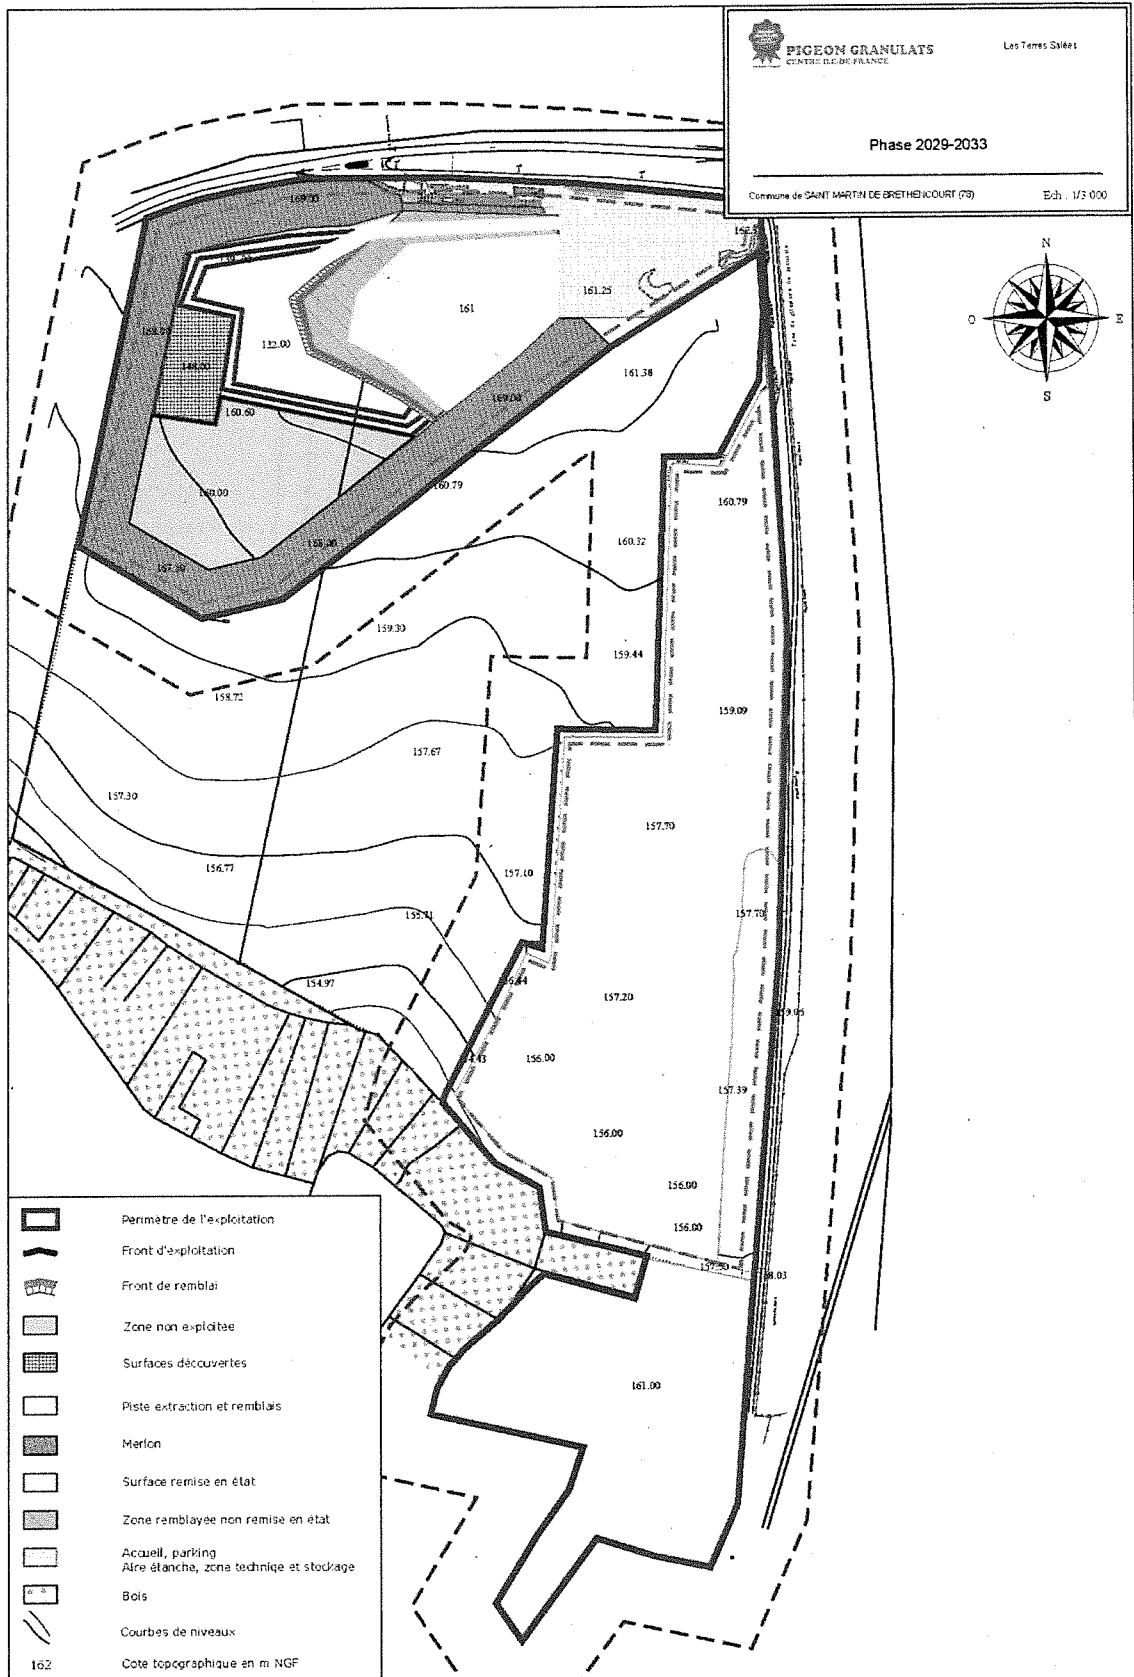 PIGEON GRANULATS
CENTRE ILE-DE-FRANCE
Les Terres Salées
Phase 2029-2033
Commune de SAINT MARTIN DE BRETHENCOURT (78)
Ech : 1/3 000
N
O
E
S
169.00
161
161.25
132.00
161.38
160.60
169.00
160.00
160.79
160.79
160.32
159.30
159.44
158.72
159.09
157.67
157.30
157.70
156.77
157.10
155.71
157.70
154.97
157.20
156.00
157.39
156.00
156.00
156.00
161.00
Perimètre de l'exploitation
Front d'exploitation
Front de remblai
Zone non exploitée
Surfaces découvertes
Piste extraction et remblais
Merlon
Surface remise en état
Zone remblayée non remise en état
Accueil, parking
Aire étanche, zone techniqe et stockage
Bois
Courbes de niveaux
162
Cote topographique en m NGF